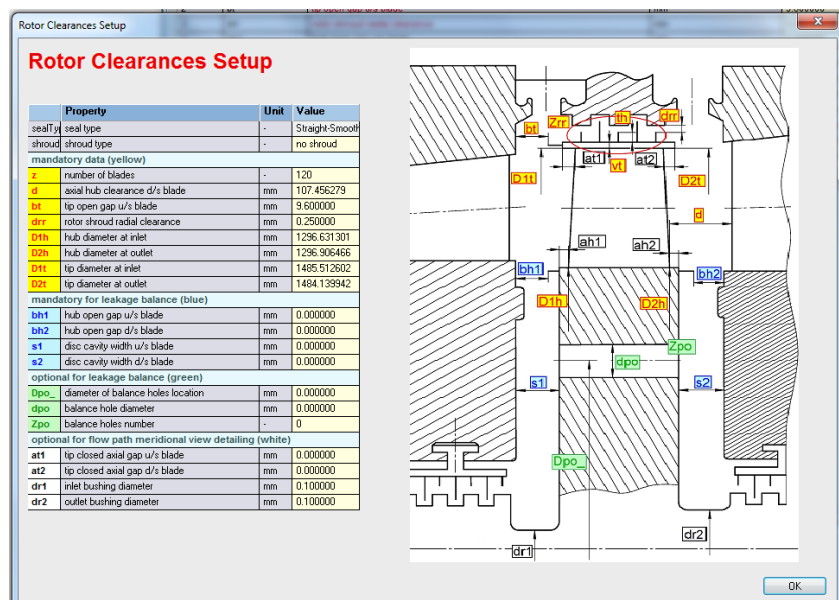 tip open gap u/s blade mm
Rotor Clearances Setup
x
Rotor Clearances Setup
Property Unit Value
sealTy seal type - Straight-Smooth
shroud shroud type - no shroud
mandatory data (yellow)
z number of blades - 120
d axial hub clearance d/s blade mm 107.456279
bt tip open gap u/s blade mm 9.600000
drr rotor shroud radial clearance mm 0.250000
D1h hub diameter at inlet mm 1296.631301
D2h hub diameter at outlet mm 1296.906466
D1t tip diameter at inlet mm 1485.512602
D2t tip diameter at outlet mm 1484.139942
mandatory for leakage balance (blue)
bh1 hub open gap u/s blade mm 0.000000
bh2 hub open gap d/s blade mm 0.000000
s1 disc cavity width u/s blade mm 0.000000
s2 disc cavity width d/s blade mm 0.000000
optional for leakage balance (green)
Dpo_ diameter of balance holes location mm 0.000000
dpo balance hole diameter mm 0.000000
Zpo balance holes number - 0
optional for flow path meridional view detailing (white)
at1 tip closed axial gap u/s blade mm 0.000000
at2 tip closed axial gap d/s blade mm 0.000000
dr1 inlet bushing diameter mm 0.100000
dr2 outlet bushing diameter mm 0.100000
Zrr th drr
bt
at1 vt at2
D1t D2t
d
ah1 ah2
bh1 bh2
D1h D2h
Zpo
dpo
s1 s2
Dpo_
dr1 dr2
OK